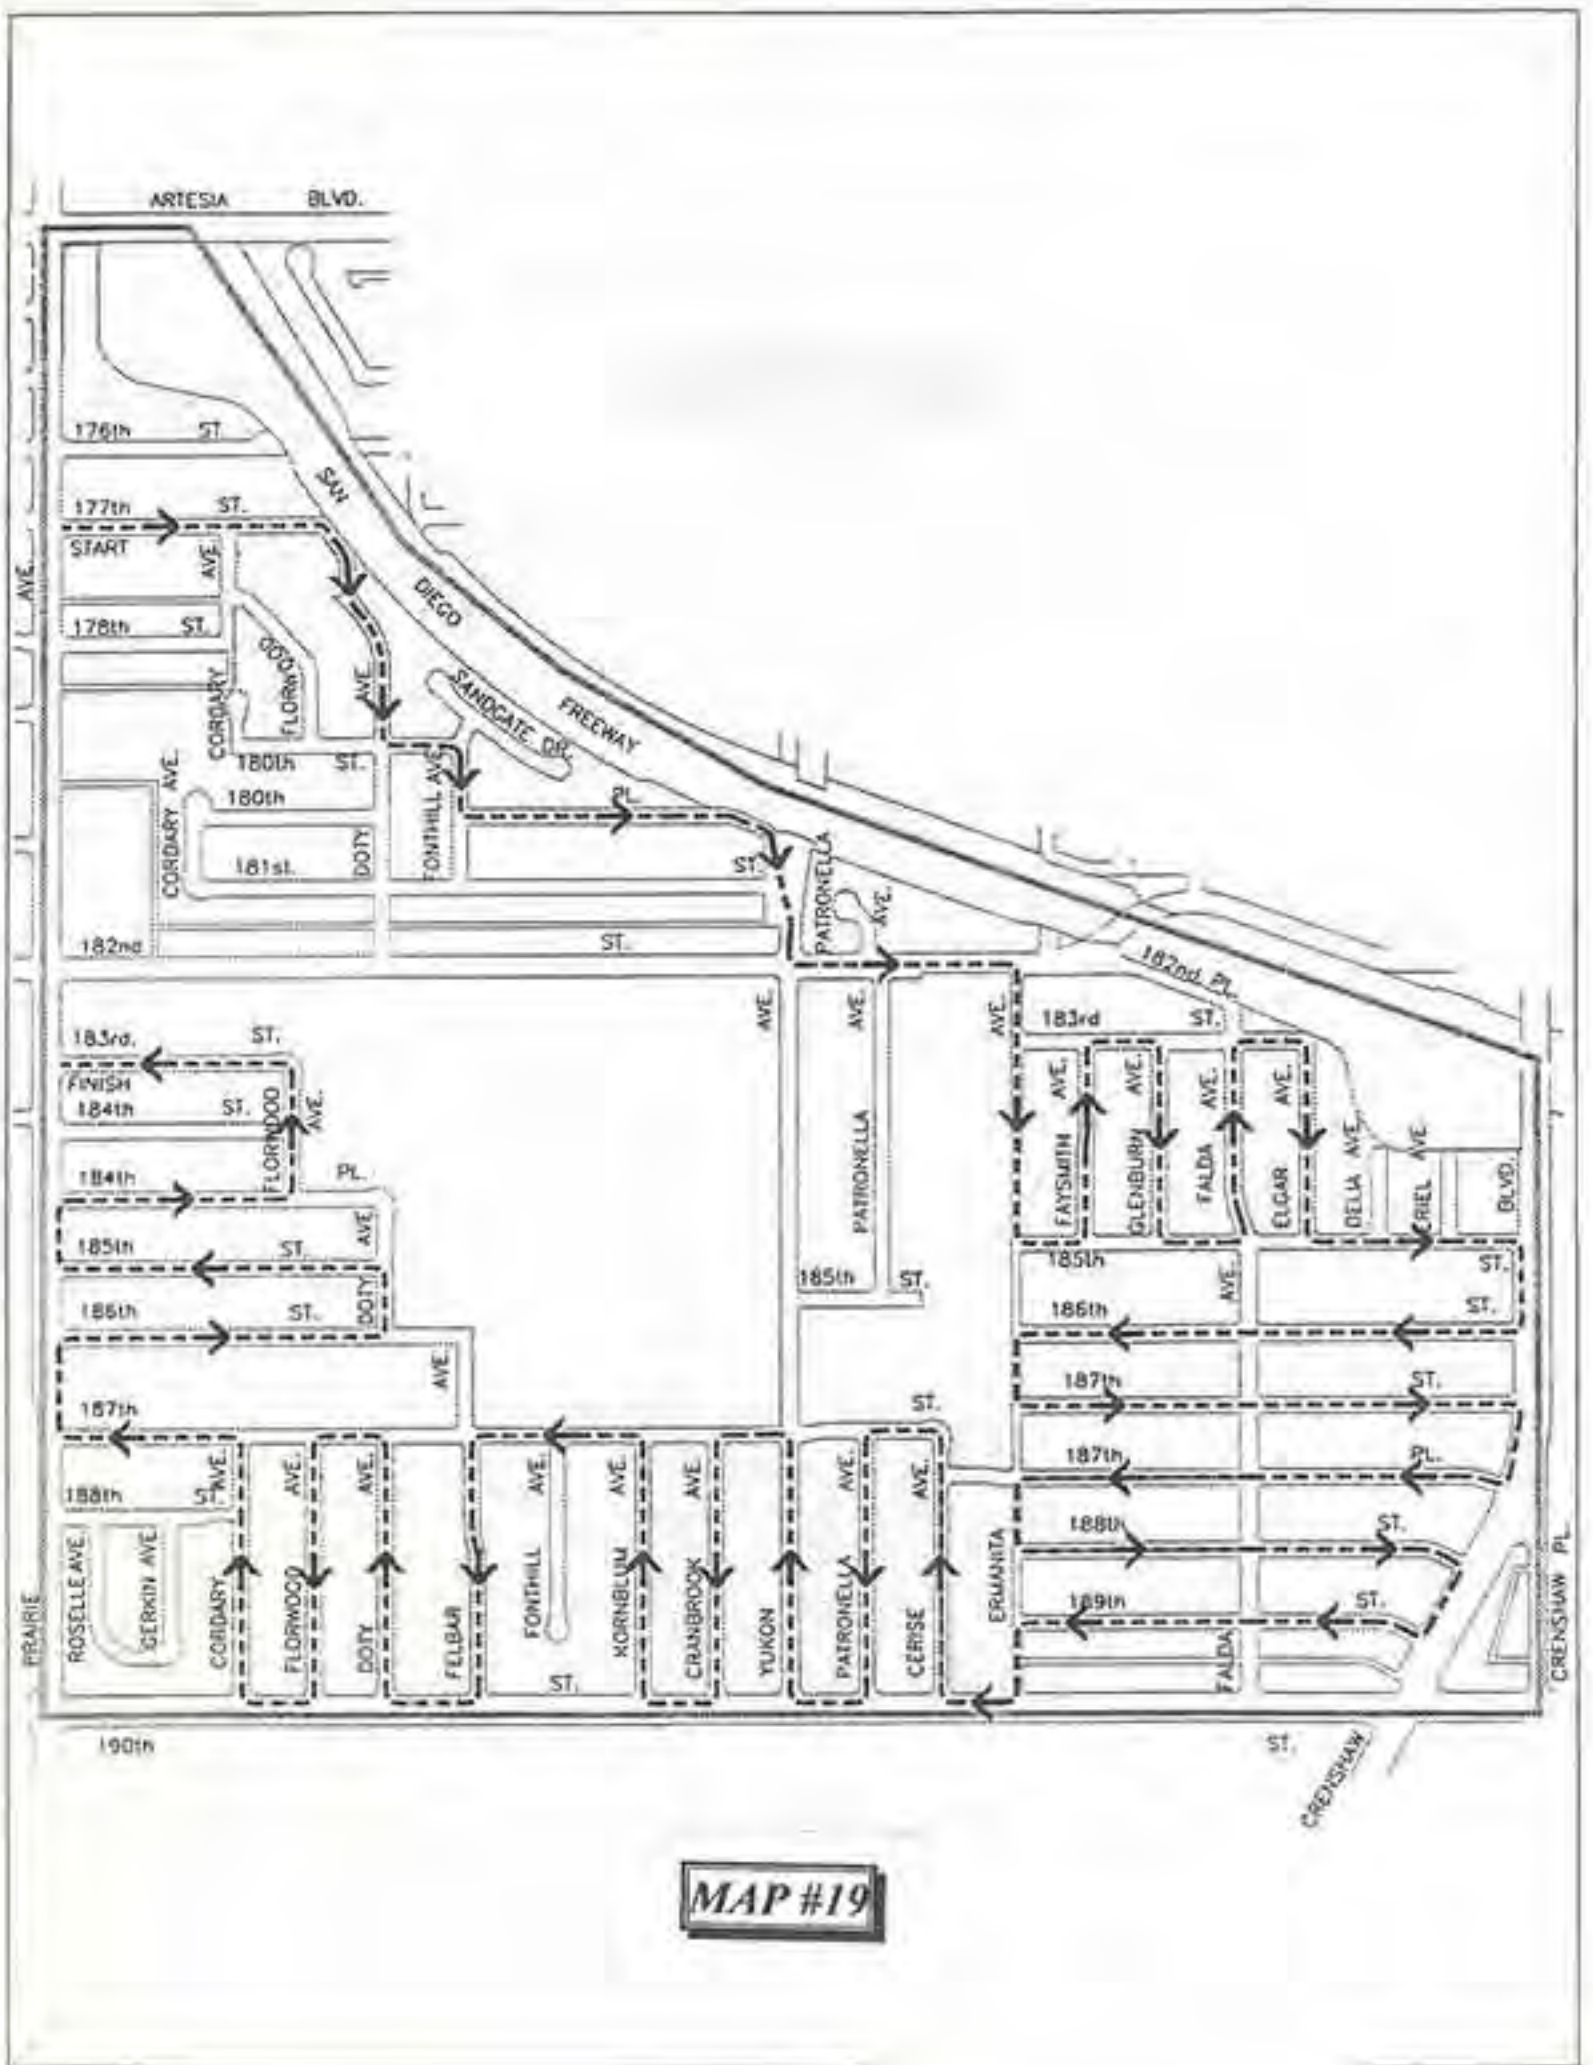 ARTESIA BLVD.
176th ST
SAN
177th ST.
START
AVE.
AVE.
DIEGO
178th ST.
FLORWOOD
AVE.
CORDARY
SANDGATE DR.
FREEWAY
180th ST.
CORDARY AVE.
180th
FONTHILL AVE.
PL.
DOTY
181st. ST.
PATRONELLA
AVE.
182nd ST.
182nd PL.
AVE.
AVE.
AVE.
183rd ST.
183rd. ST.
FINISH
184th ST.
FLORWOOD
AVE.
FAYSMITH AVE.
GLENBURN AVE.
FALDA AVE.
ELGAR AVE.
DELIA AVE.
ERIEL AVE.
BLVD.
PATRONELLA
184th PL.
AVE.
185th ST.
185th ST.
185th ST.
DOTY
186th ST.
AVE.
186th ST.
AVE.
187th ST.
187th
ST.
187th PL.
188th ST.
188th ST.
189th ST.
PRAIRIE
ROSELLE AVE.
GERKIN AVE.
CORDARY AVE.
FLORWOOD AVE.
DOTY AVE.
FELBAR
FONTHILL AVE.
KORNBLUM AVE.
CRANBROOK AVE.
YUKON
PATRONELLA AVE.
CERISE AVE.
ERMANITA
FALDA
CRENSHAW PL.
ST.
190th ST.
CRENSHAW
MAP #19